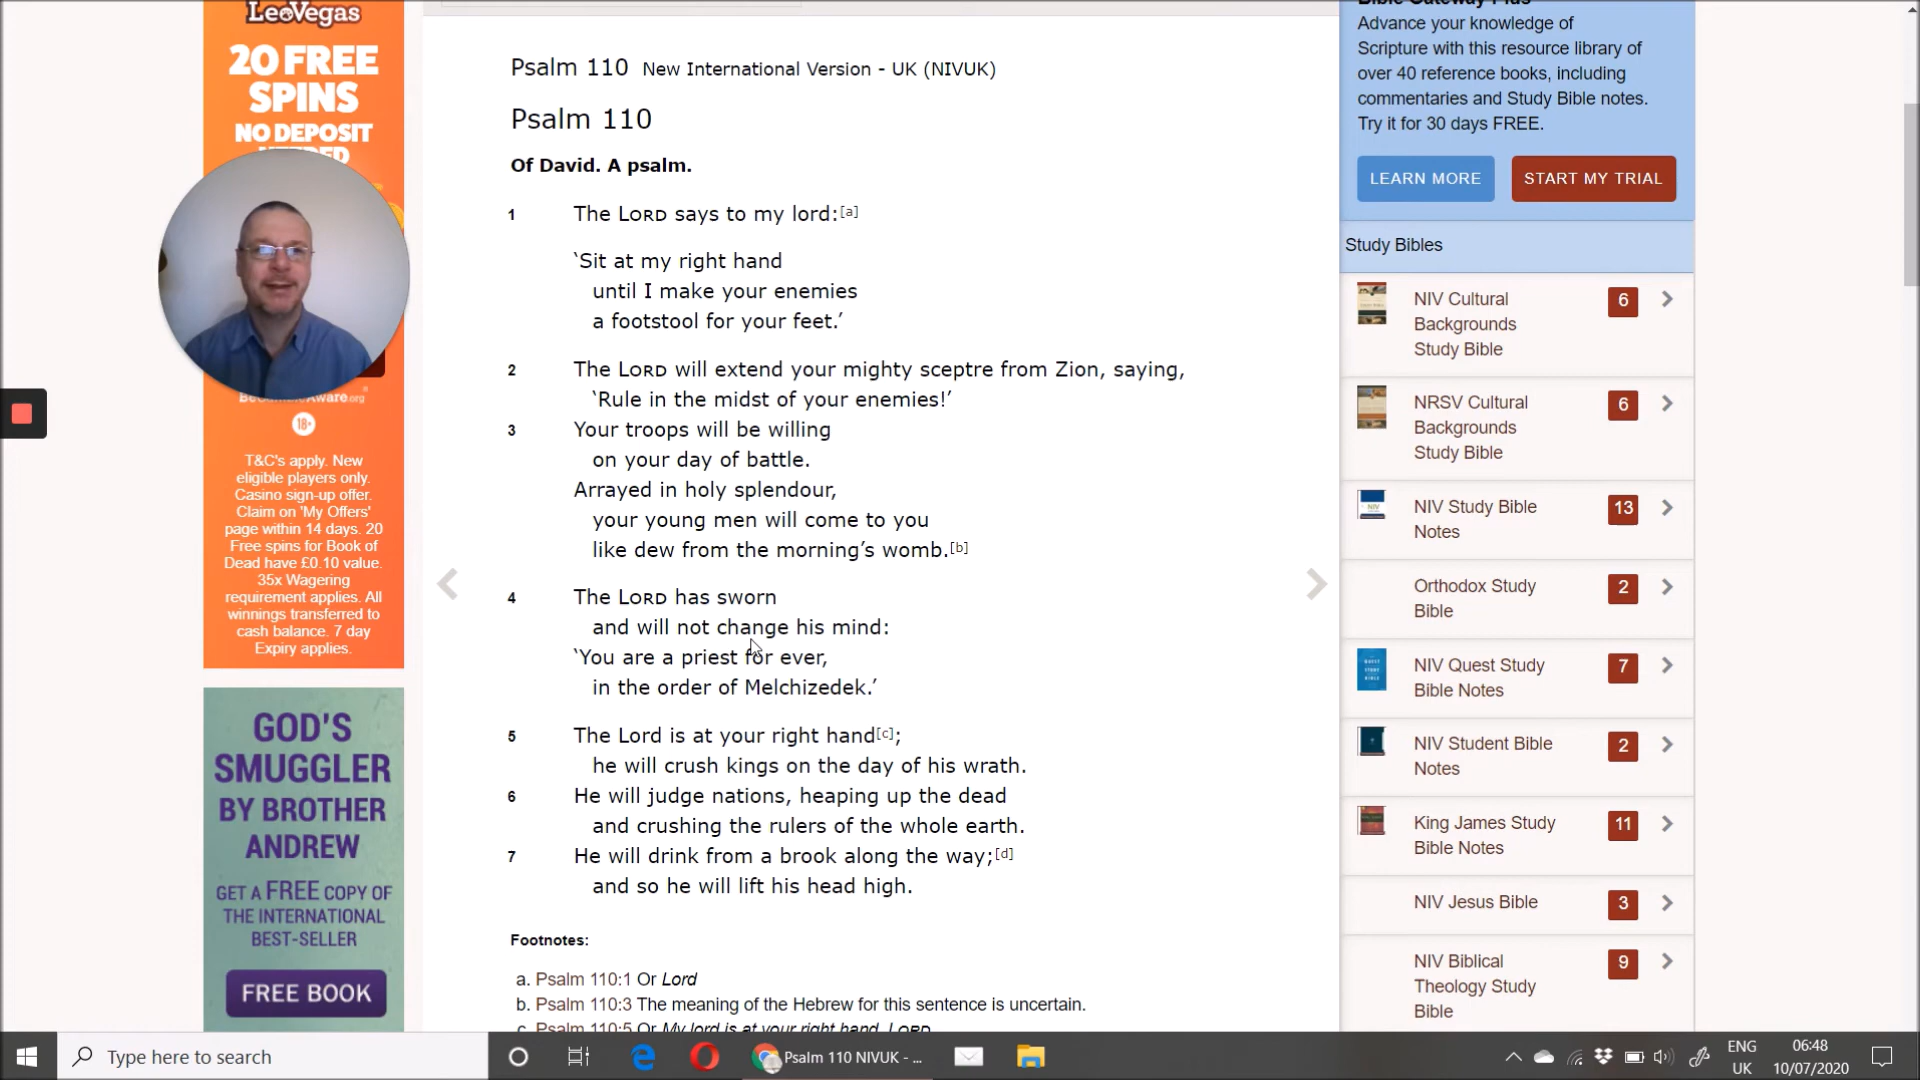 LeoVegas
20 FREE
SPINS
NO DEPOSIT
18+
T&C's apply. New
eligible players only.
Casino sign-up offer.
Claim on 'My Offers'
page within 14 days. 20
Free spins for Book of
Dead have £0.10 value.
35x Wagering
requirement applies. All
winnings transferred to
cash balance. 7 day
Expiry applies.
GOD'S
SMUGGLER
BY BROTHER
ANDREW
GET A FREE COPY OF
THE INTERNATIONAL
BEST-SELLER
FREE BOOK
Psalm 110 New International Version - UK (NIVUK)
Psalm 110
Of David. A psalm.
1 The LORD says to my lord:[a]
‘Sit at my right hand
until I make your enemies
a footstool for your feet.’
2 The LORD will extend your mighty sceptre from Zion, saying,
‘Rule in the midst of your enemies!’
3 Your troops will be willing
on your day of battle.
Arrayed in holy splendour,
your young men will come to you
like dew from the morning’s womb.[b]
4 The LORD has sworn
and will not change his mind:
‘You are a priest for ever,
in the order of Melchizedek.’
5 The Lord is at your right hand[c];
he will crush kings on the day of his wrath.
6 He will judge nations, heaping up the dead
and crushing the rulers of the whole earth.
7 He will drink from a brook along the way;[d]
and so he will lift his head high.
Footnotes:
a. Psalm 110:1 Or Lord
b. Psalm 110:3 The meaning of the Hebrew for this sentence is uncertain.
c. Psalm 110:5 Or My lord is at your right hand, LORD
Bible Gateway Plus
Advance your knowledge of
Scripture with this resource library of
over 40 reference books, including
commentaries and Study Bible notes.
Try it for 30 days FREE.
LEARN MORE START MY TRIAL
Study Bibles
NIV Cultural
Backgrounds
Study Bible
6
NRSV Cultural
Backgrounds
Study Bible
6
NIV Study Bible
Notes
13
Orthodox Study
Bible
2
NIV Quest Study
Bible Notes
7
NIV Student Bible
Notes
2
King James Study
Bible Notes
11
NIV Jesus Bible
3
NIV Biblical
Theology Study
Bible
9
Type here to search
Psalm 110 NIVUK - ...
ENG
UK
06:48
10/07/2020